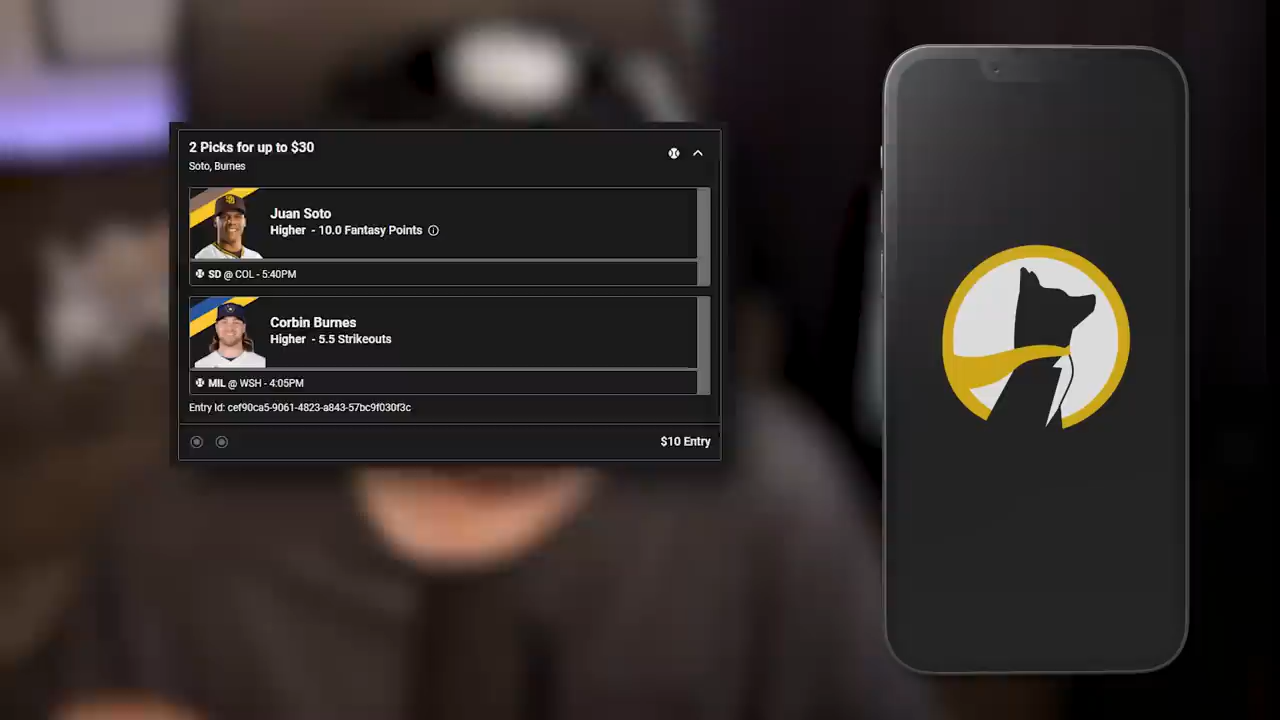 2 Picks for up to $30
Soto, Burnes
Juan Soto
Higher - 10.0 Fantasy Points
SD @ COL - 5:40PM
Corbin Burnes
Higher - 5.5 Strikeouts
MIL @ WSH - 4:05PM
Entry Id: cef90ca5-9061-4823-a843-57bc9f030f3c
$10 Entry